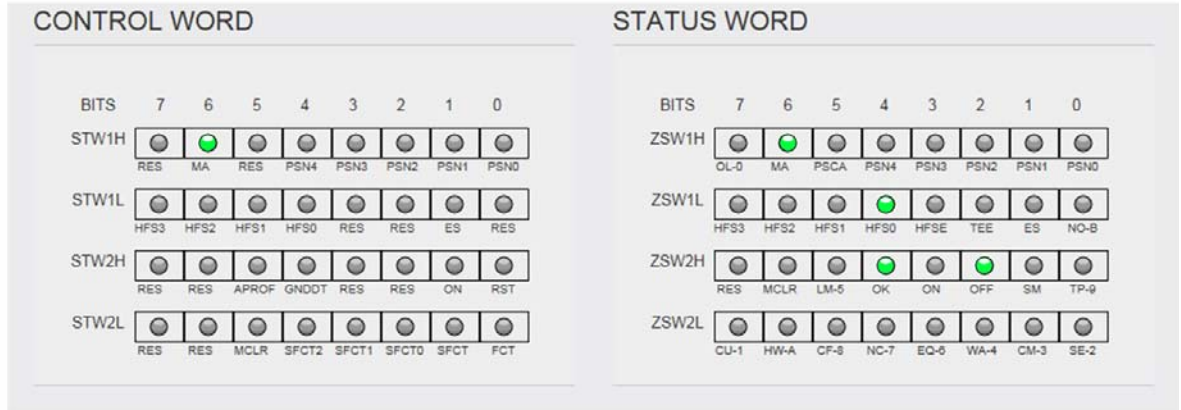 CONTROL WORD
BITS 7 6 5 4 3 2 1 0
STW1H
RES MA RES PSN4 PSN3 PSN2 PSN1 PSN0
STW1L
HFS3 HFS2 HFS1 HFS0 RES RES ES RES
STW2H
RES RES APROF GNDDT RES RES ON RST
STW2L
RES RES MCLR SFCT2 SFCT1 SFCT0 SFCT FCT
STATUS WORD
BITS 7 6 5 4 3 2 1 0
ZSW1H
OL-0 MA PSCA PSN4 PSN3 PSN2 PSN1 PSN0
ZSW1L
HFS3 HFS2 HFS1 HFS0 HFSE TEE ES NO-B
ZSW2H
RES MCLR LM-5 OK ON OFF SM TP-9
ZSW2L
CU-1 HW-A CF-8 NC-7 EQ-6 WA-4 CM-3 SE-2